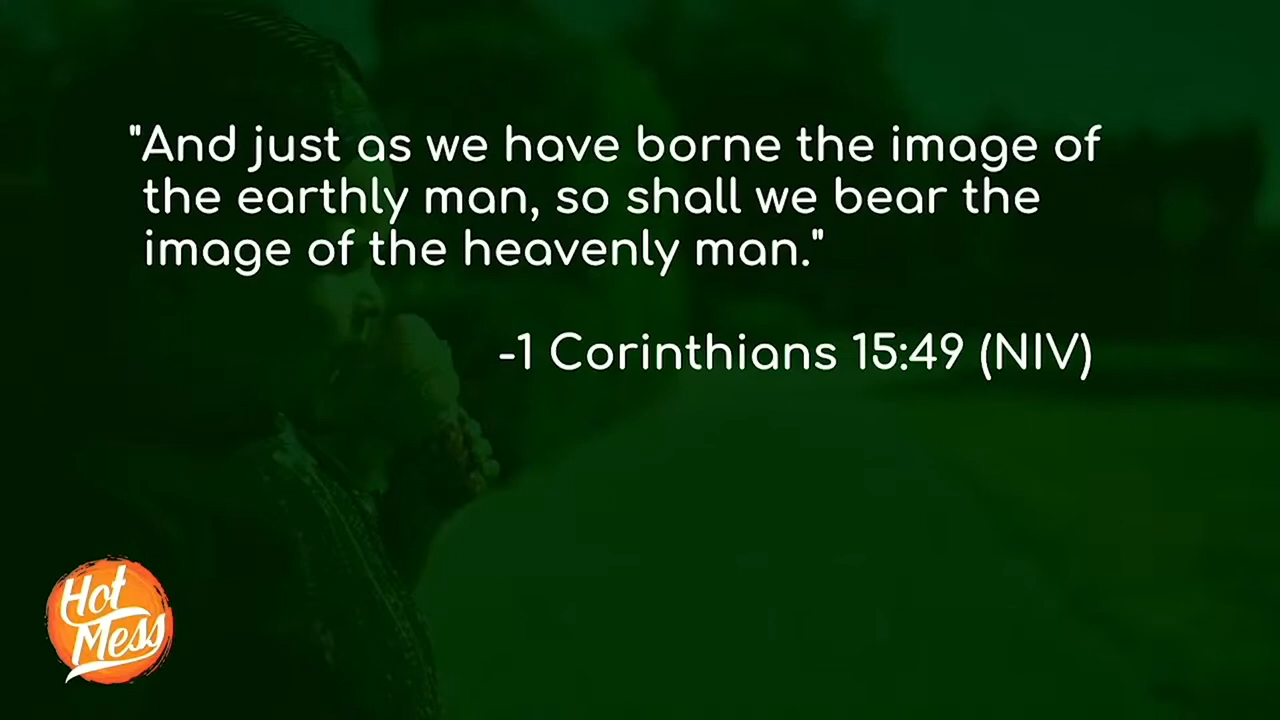 "And just as we have borne the image of
the earthly man, so shall we bear the
image of the heavenly man."
-1 Corinthians 15:49 (NIV)
Hot
Mess